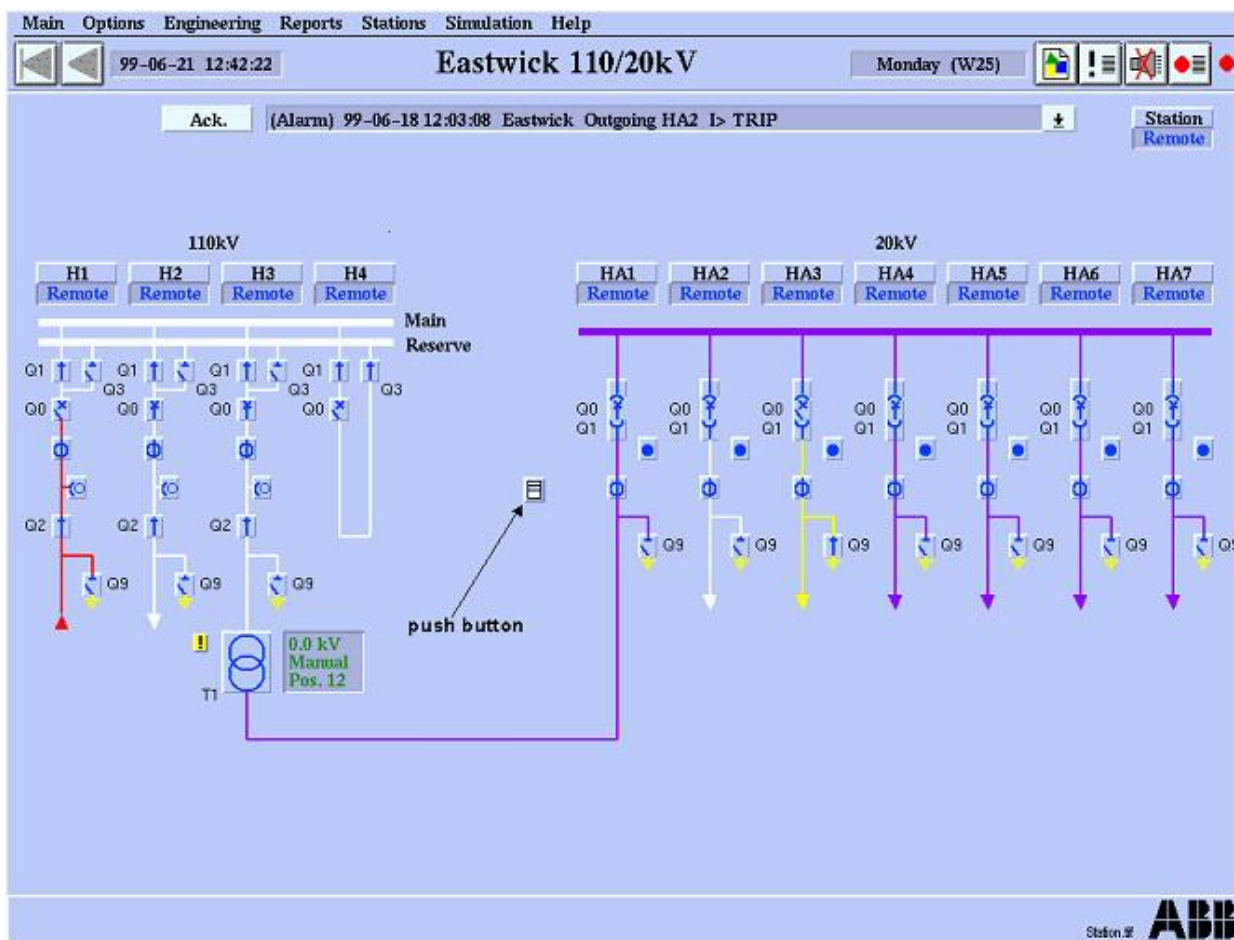 Main Options Engineering Reports Stations Simulation Help
99-06-21 12:42:22
Eastwick 110/20kV
Monday (W25)
Ack.
(Alarm) 99-06-18 12:03:08 Eastwick Outgoing HA2 I> TRIP
Station
Remote
110kV
20kV
H1 H2 H3 H4
Remote Remote Remote Remote
HA1 HA2 HA3 HA4 HA5 HA6 HA7
Remote Remote Remote Remote Remote Remote Remote
Main
Reserve
Q1 Q1 Q1 Q1
Q3 Q3 Q3 Q3
Q0 Q0 Q0 Q0
Q0 Q0 Q0 Q0 Q0 Q0 Q0
Q1 Q1 Q1 Q1 Q1 Q1 Q1
Q2 Q2 Q2
Q9 Q9 Q9 Q9 Q9 Q9 Q9
Q9 Q9 Q9
push button
!
0.0 kV
Manual
Pos. 12
T1
ABB